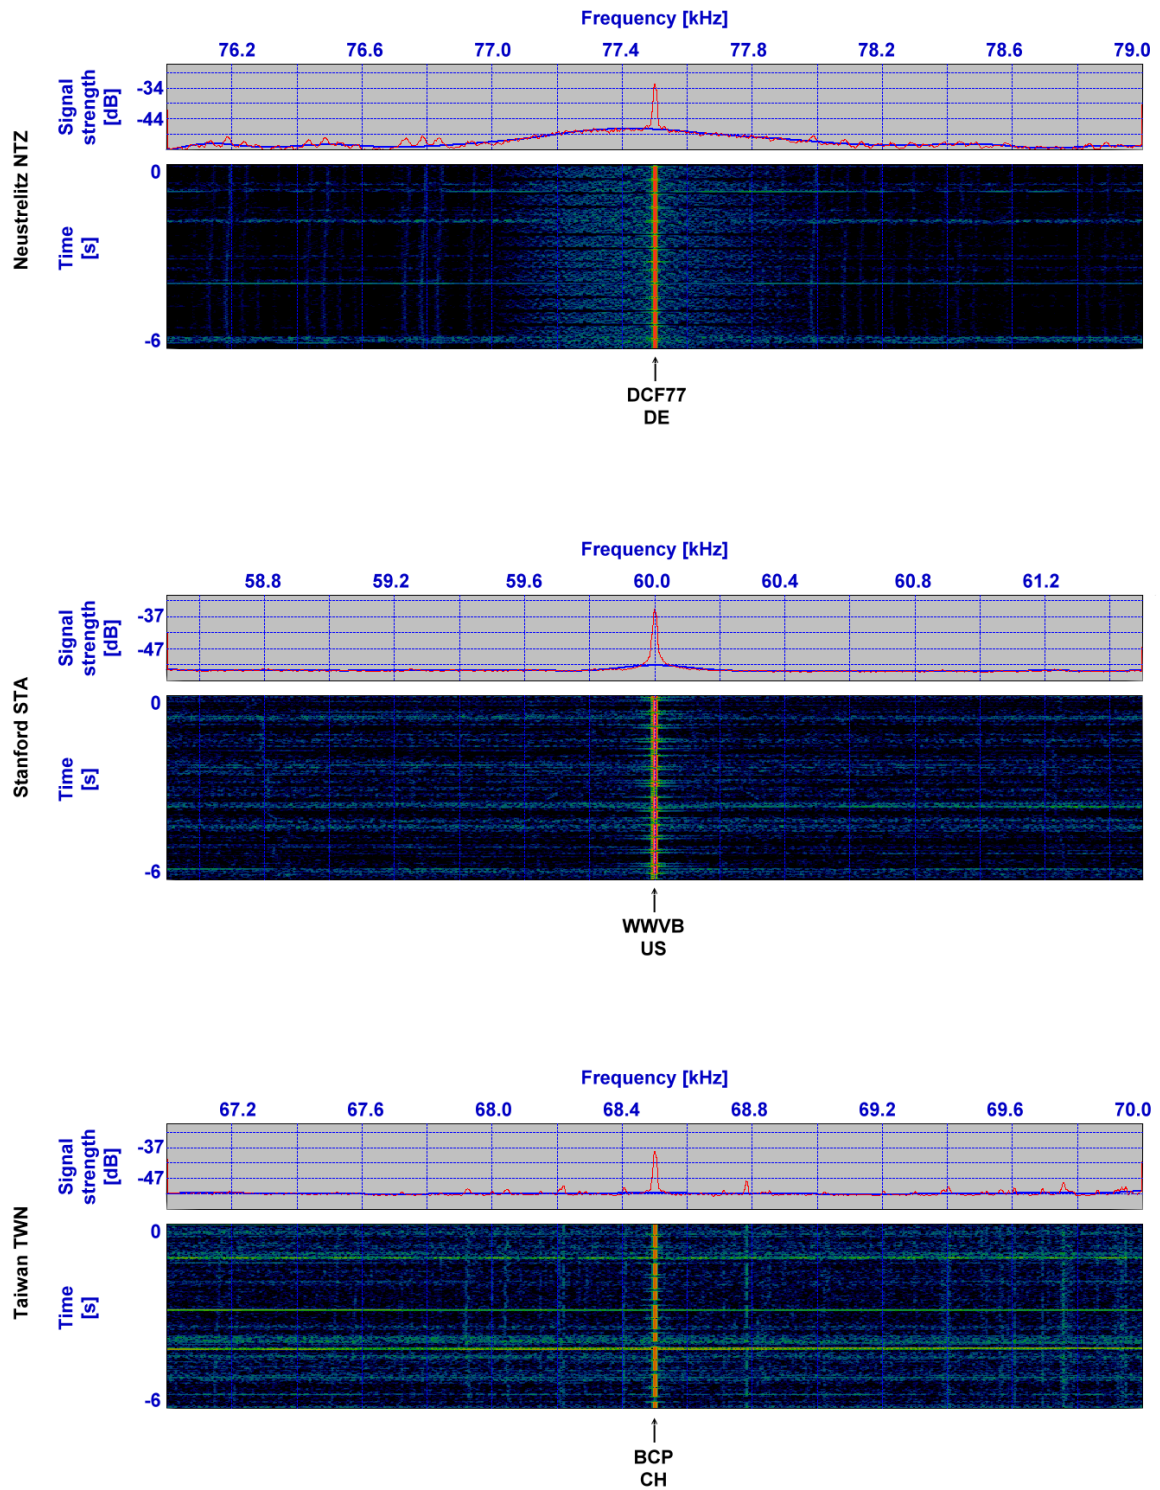 Frequency [kHz]
76.2 76.6 77.0 77.4 77.8 78.2 78.6 79.0
Neustrelitz NTZ
Signal
strength
[dB]
-34
-44
Time
[s]
0
-6
DCF77
DE
Frequency [kHz]
58.8 59.2 59.6 60.0 60.4 60.8 61.2
Stanford STA
Signal
strength
[dB]
-37
-47
Time
[s]
0
-6
WWVB
US
Frequency [kHz]
67.2 67.6 68.0 68.4 68.8 69.2 69.6 70.0
Taiwan TWN
Signal
strength
[dB]
-37
-47
Time
[s]
0
-6
BCP
CH